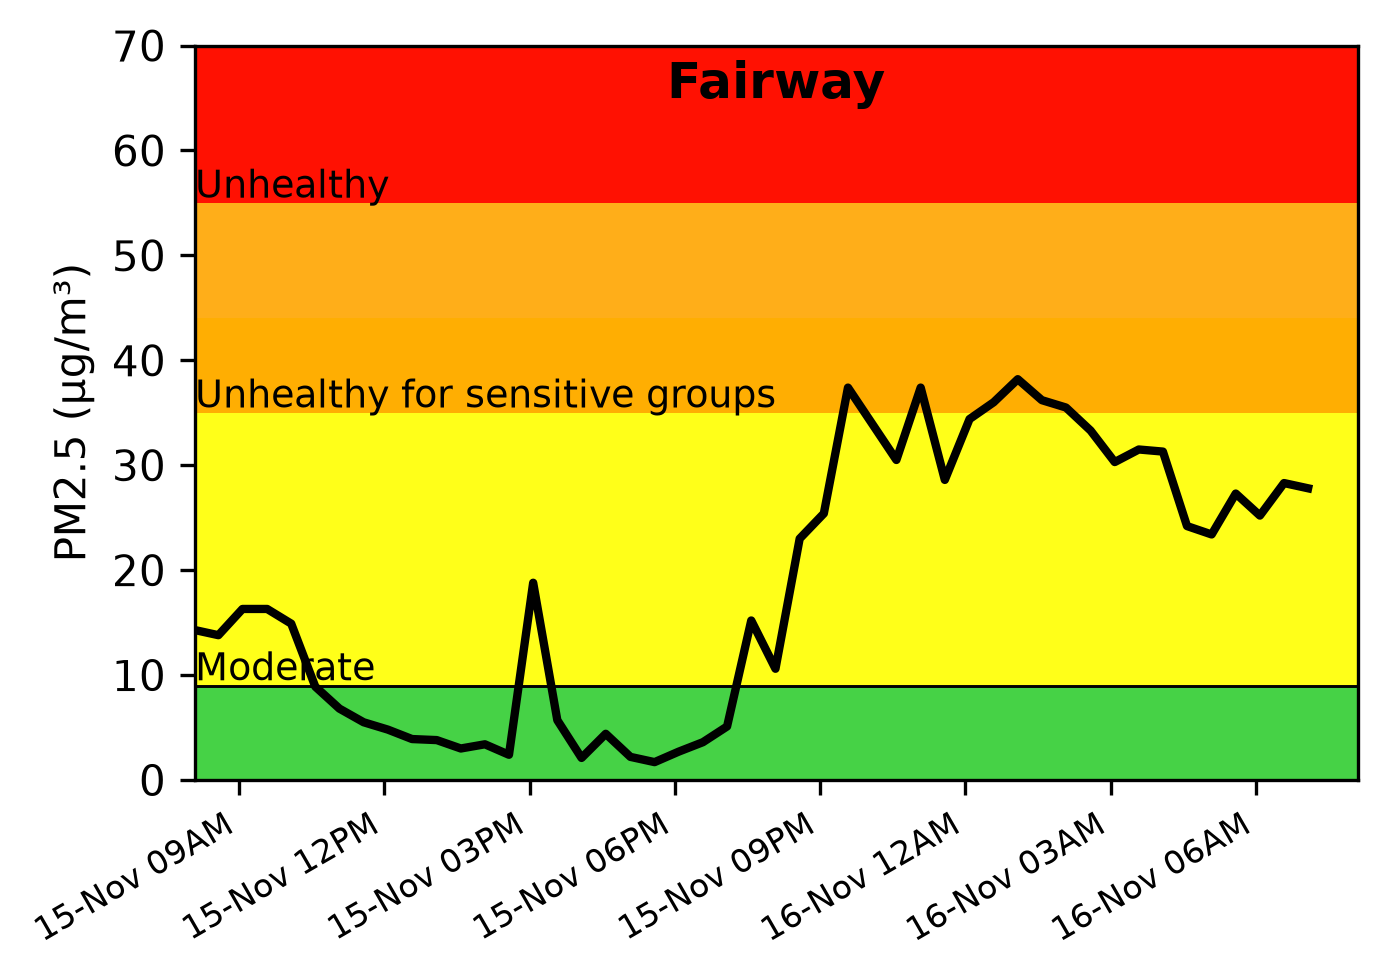 Fairway
PM2.5 (µg/m³)
70
60
50
40
30
20
10
0
Unhealthy
Unhealthy for sensitive groups
Moderate
15-Nov 09AM
15-Nov 12PM
15-Nov 03PM
15-Nov 06PM
15-Nov 09PM
16-Nov 12AM
16-Nov 03AM
16-Nov 06AM